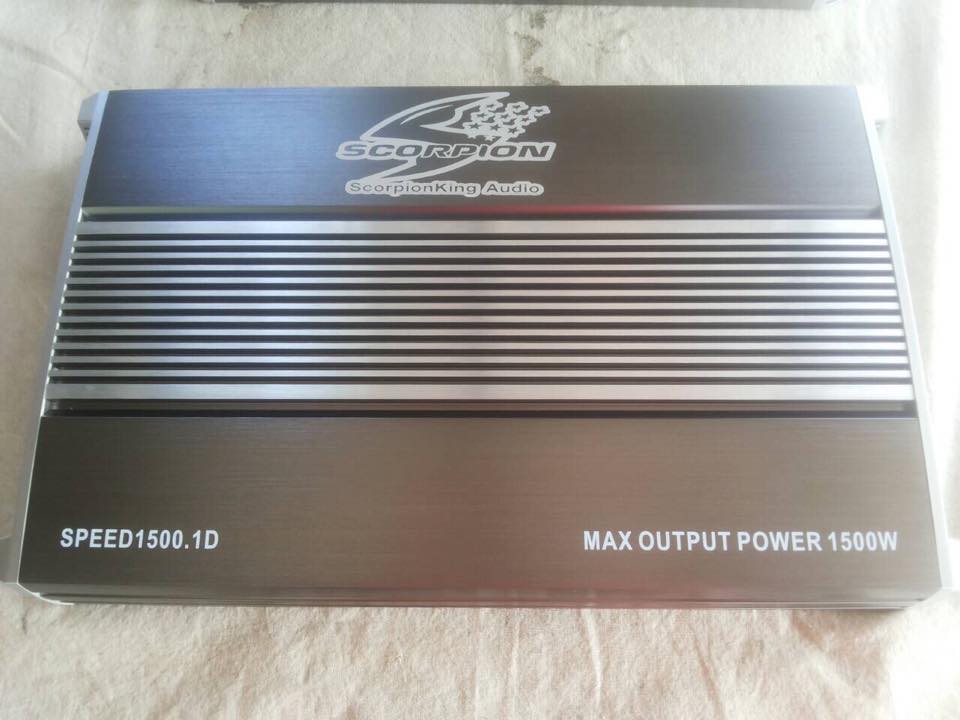 SCORPION
ScorpionKing Audio
SPEED1500.1D
MAX OUTPUT POWER 1500W